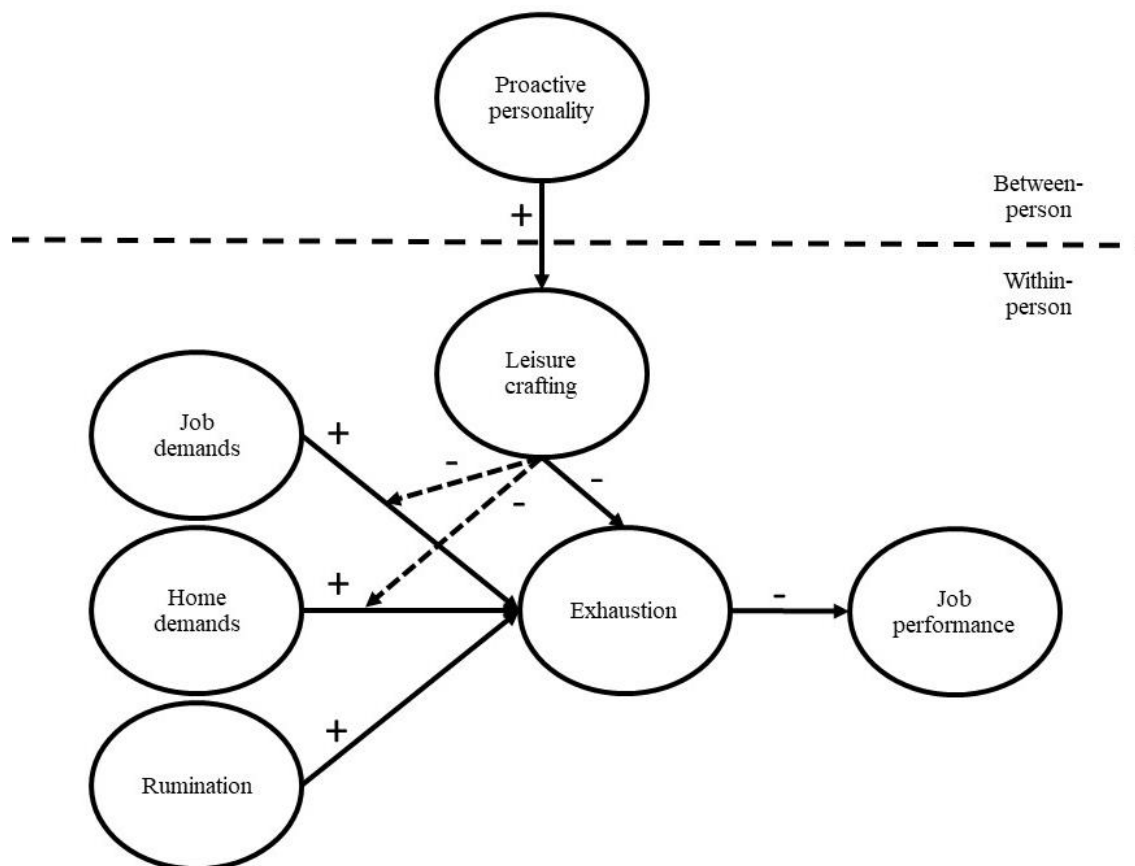 Proactive
personality
+
Between-
person
Within-
person
Leisure
crafting
Job
demands
+
-
-
-
Home
demands
+
Exhaustion
-
Job
performance
+
Rumination